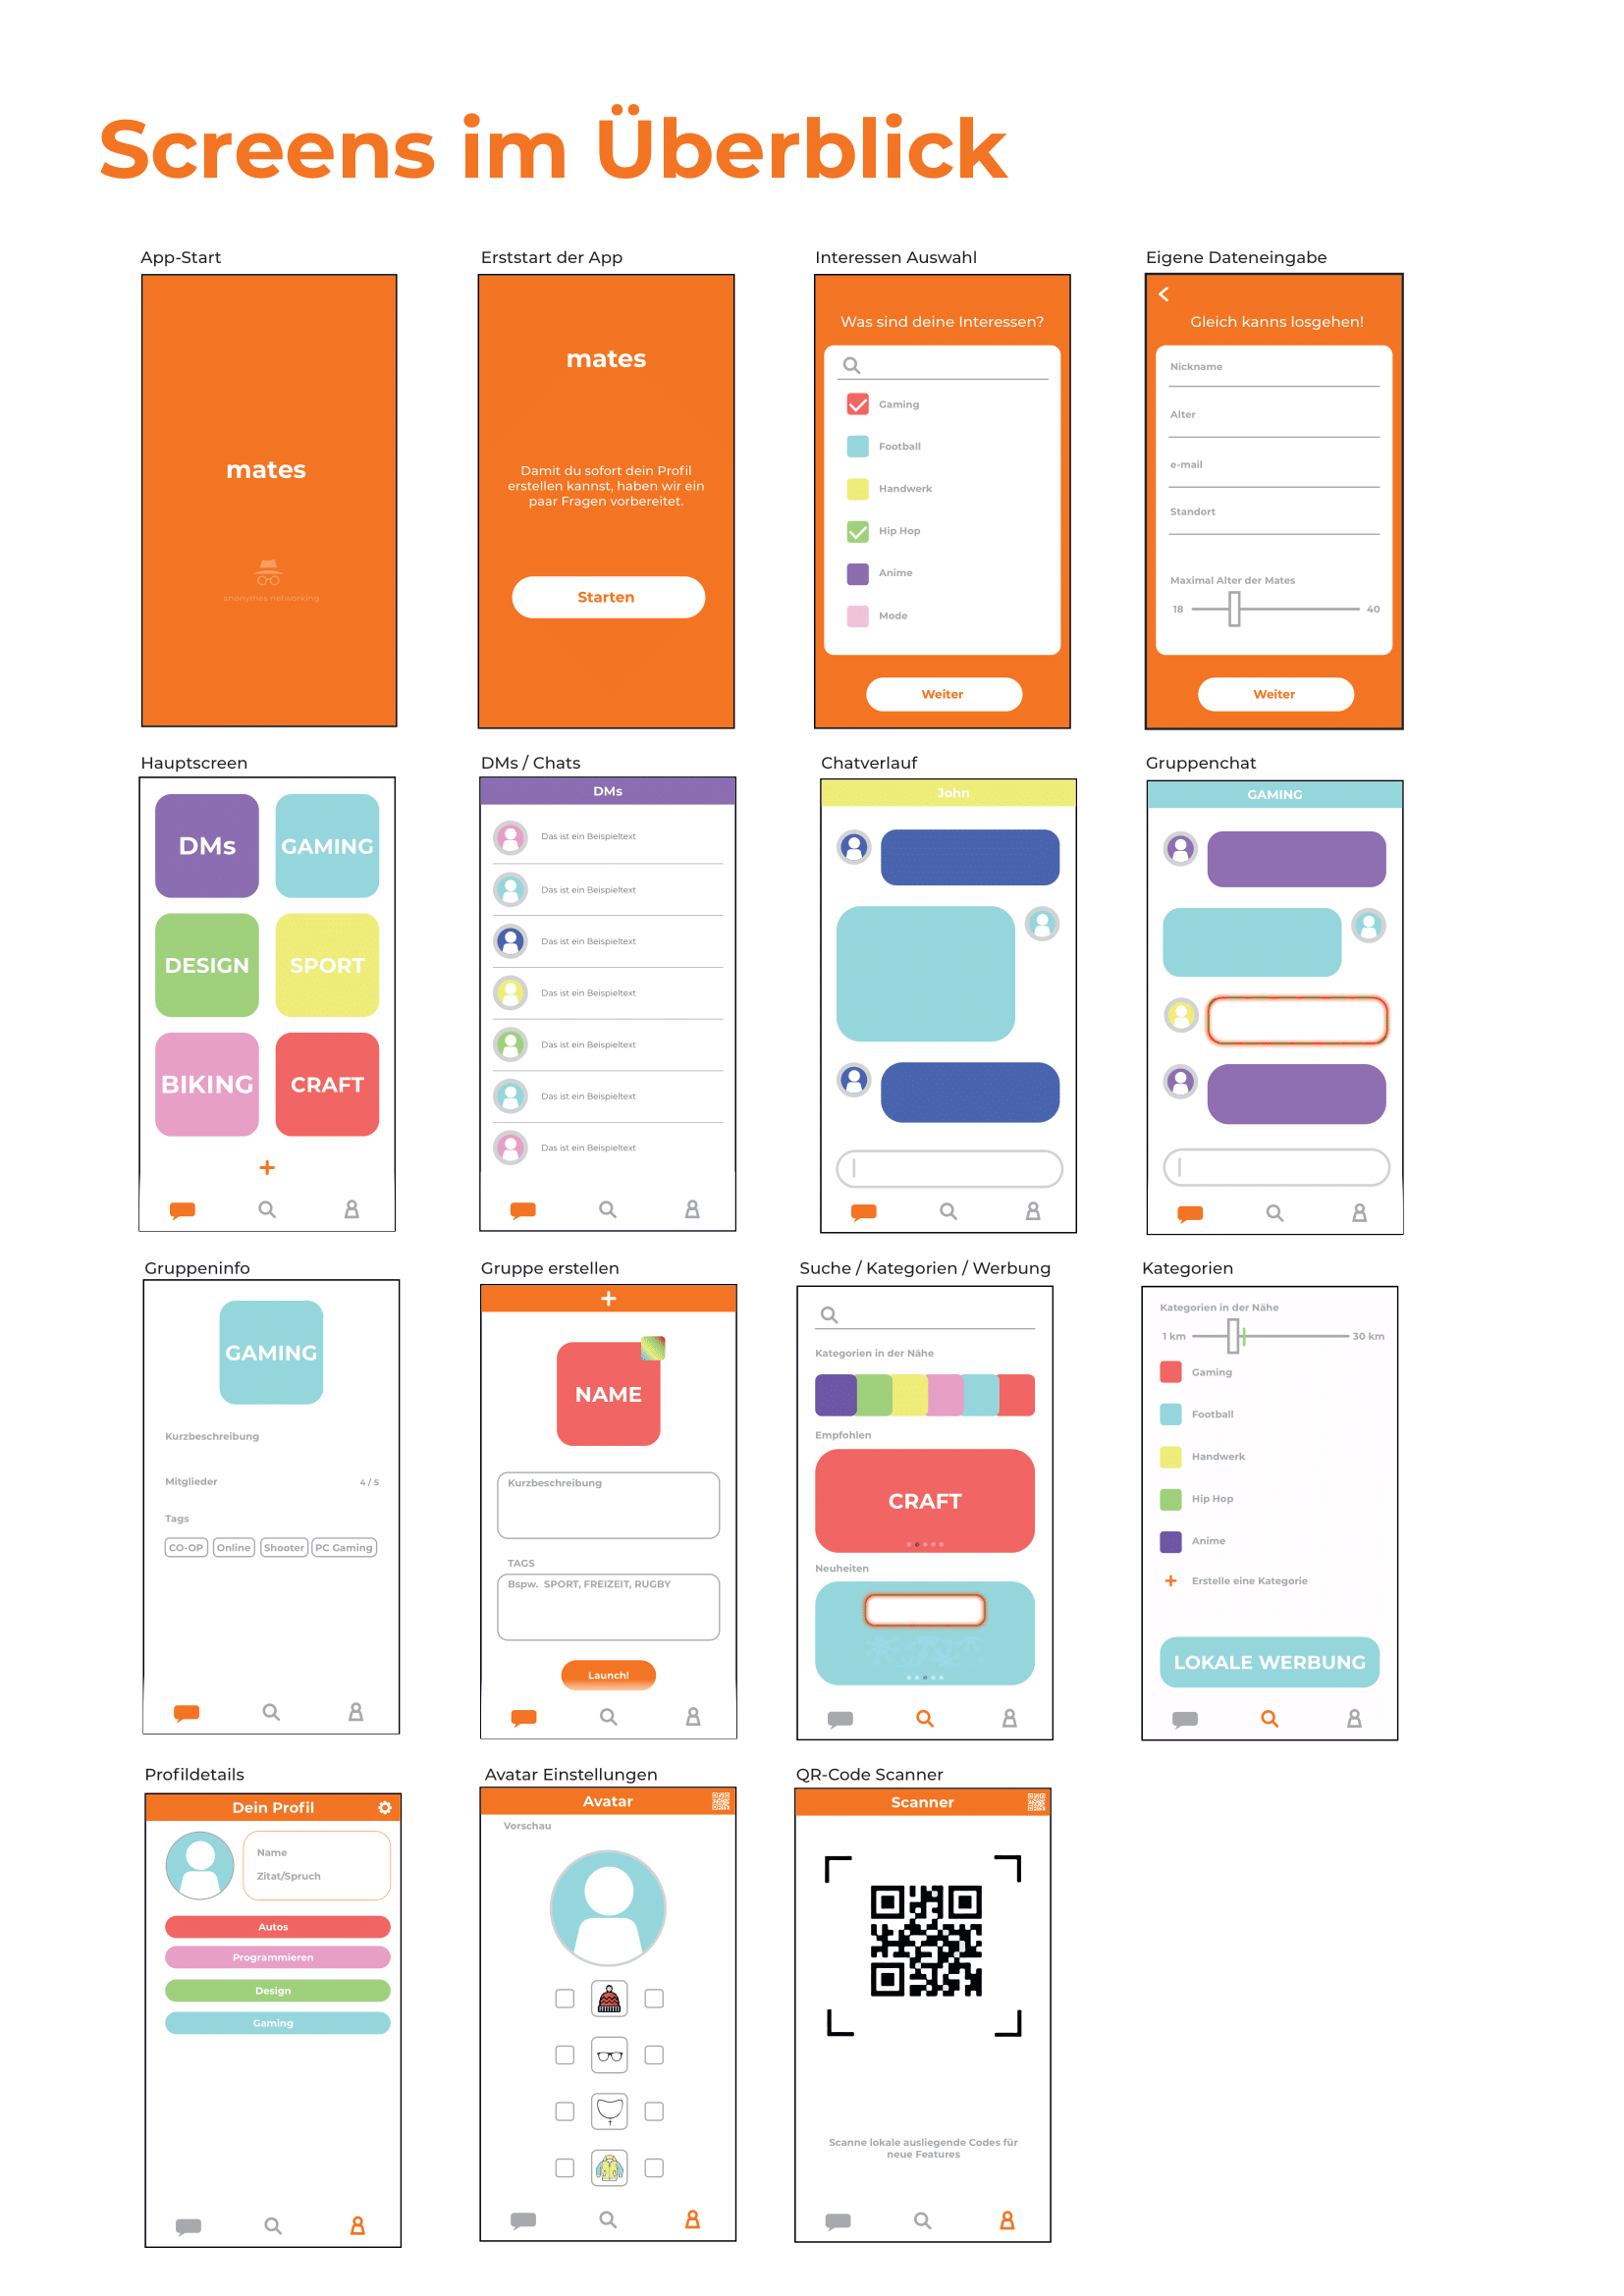 Screens im Überblick
App-Start
mates
anonymes networking
Erststart der App
mates
Damit du sofort dein Profil
erstellen kannst, haben wir ein
paar Fragen vorbereitet.
Starten
Interessen Auswahl
Was sind deine Interessen?
Gaming
Football
Handwerk
Hip Hop
Anime
Mode
Weiter
Eigene Dateneingabe
Gleich kanns losgehen!
Nickname
Alter
e-mail
Standort
Maximal Alter der Mates
18 40
Weiter
Hauptscreen
DMs GAMING
DESIGN SPORT
BIKING CRAFT
DMs / Chats
DMs
Das ist ein Beispieltext
Das ist ein Beispieltext
Das ist ein Beispieltext
Das ist ein Beispieltext
Das ist ein Beispieltext
Das ist ein Beispieltext
Das ist ein Beispieltext
Chatverlauf
John
Gruppenchat
GAMING
Gruppeninfo
GAMING
Kurzbeschreibung
Mitglieder 4 / 5
Tags
CO-OP Online Shooter PC Gaming
Gruppe erstellen
NAME
Kurzbeschreibung
TAGS
Bspw. SPORT, FREIZEIT, RUGBY
Launch!
Suche / Kategorien / Werbung
Kategorien in der Nähe
Empfohlen
CRAFT
Neuheiten
Kategorien
Kategorien in der Nähe
1 km 30 km
Gaming
Football
Handwerk
Hip Hop
Anime
Erstelle eine Kategorie
LOKALE WERBUNG
Profildetails
Dein Profil
Name
Zitat/Spruch
Autos
Programmieren
Design
Gaming
Avatar Einstellungen
Avatar
Vorschau
QR-Code Scanner
Scanner
Scanne lokale ausliegende Codes für
neue Features